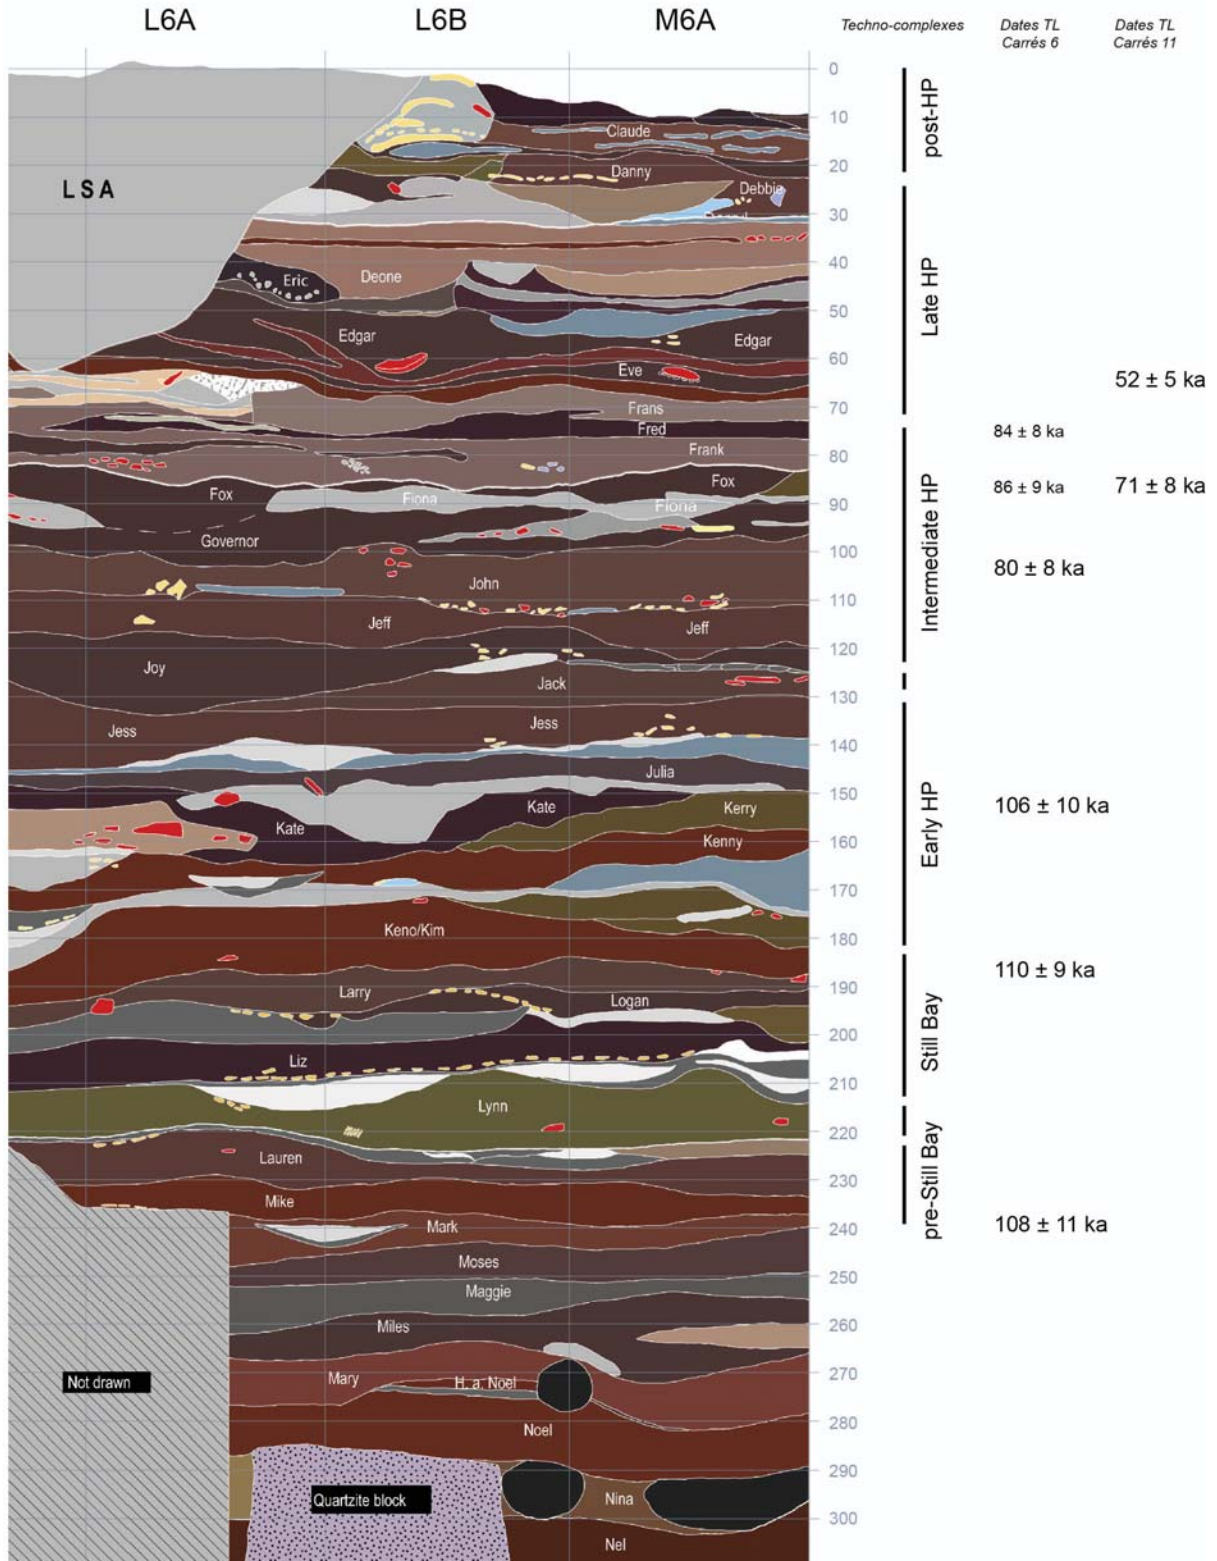 L6A L6B M6A
Techno-complexes
Dates TL
Carrés 6
Dates TL
Carrés 11
0
Claude
10
post-HP
20
Danny
LSA
Debbie
30
Eric
Deone
40
50
Late HP
Edgar
Edgar
60
Eve
52 ± 5 ka
Frans
70
Fred
84 ± 8 ka
Frank
80
Fox
Fiona
Fox
Fiona
86 ± 9 ka
71 ± 8 ka
90
Governor
100
John
80 ± 8 ka
Intermediate HP
110
Jeff
Jeff
120
Joy
Jack
130
Jess
Jess
140
Julia
150
Kate
Kate
Kerry
106 ± 10 ka
Kenny
160
Early HP
170
Keno/Kim
180
110 ± 9 ka
190
Larry
Logan
200
Still Bay
Liz
210
Lynn
220
Lauren
230
Mike
pre-Still Bay
Mark
240
108 ± 11 ka
Moses
250
Maggie
Miles
260
Not drawn
Mary
H. a. Noel
270
280
Noel
290
Quartzite block
Nina
300
Nel